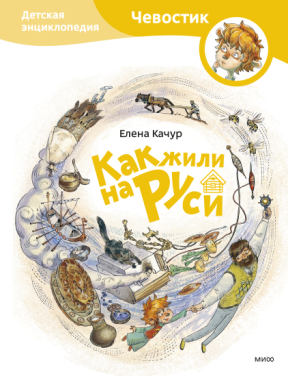 Детская
энциклопедия
Чевостик
Елена Качур
Как жили
на Руси
МИФ